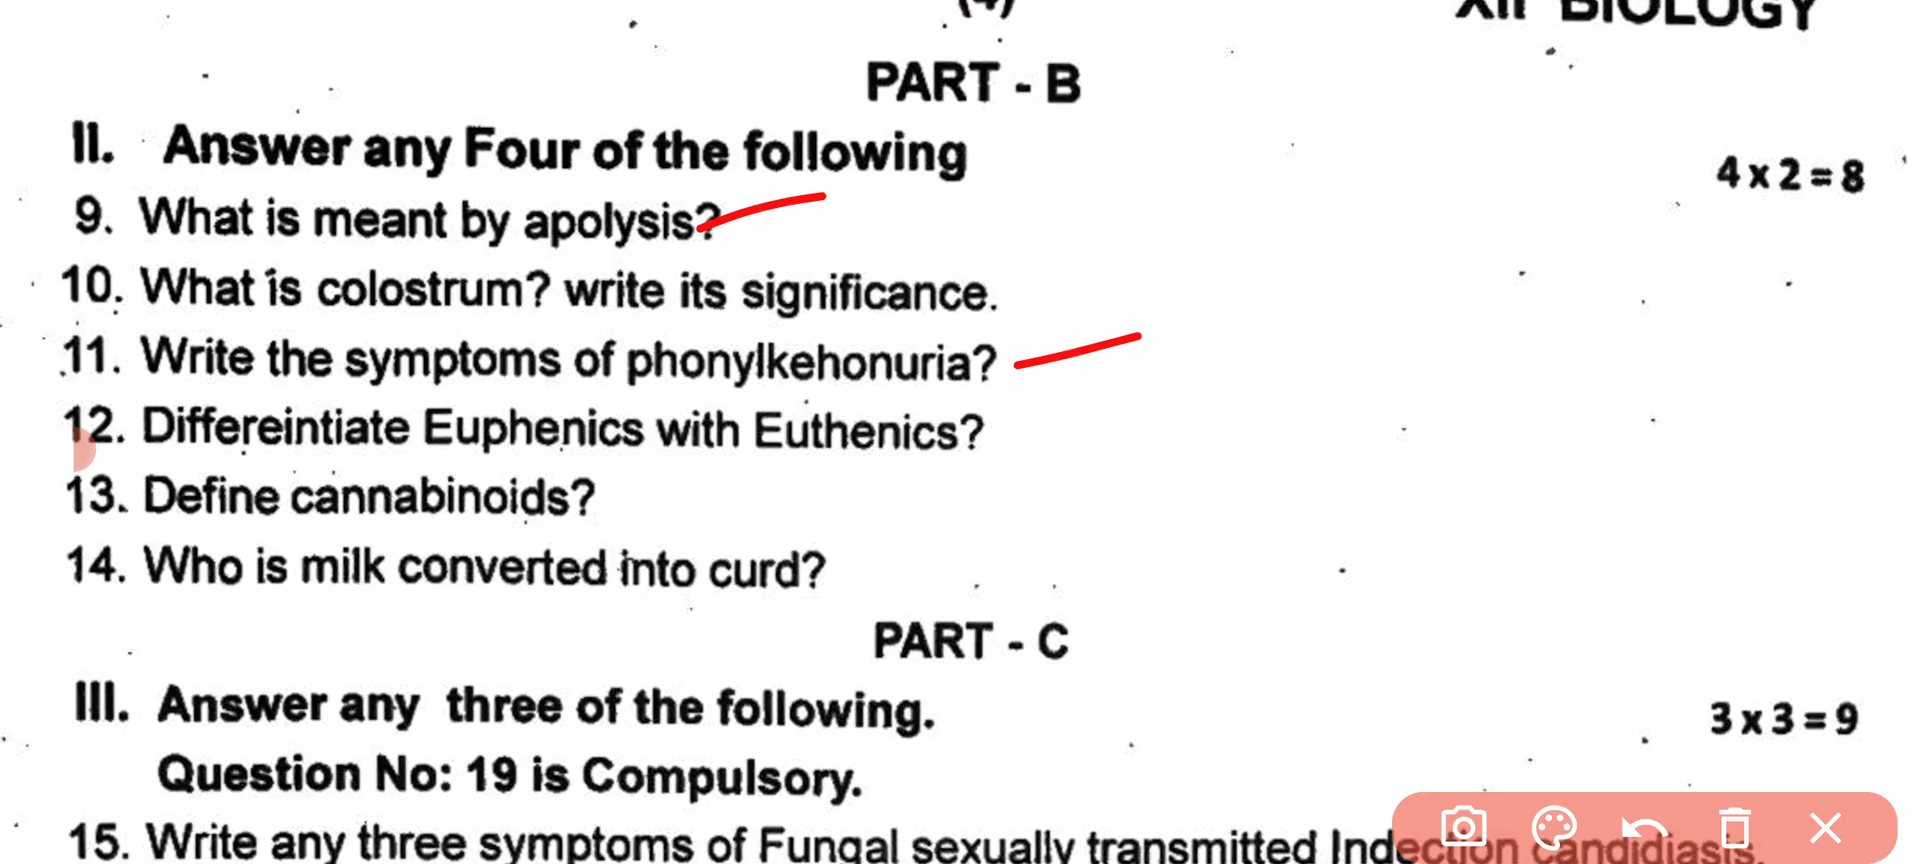 (4)
XII BIOLOGY
PART - B
II. Answer any Four of the following
4 x 2 = 8
9. What is meant by apolysis?
10. What is colostrum? write its significance.
11. Write the symptoms of phonylkehonuria?
12. Differeintiate Euphenics with Euthenics?
13. Define cannabinoids?
14. Who is milk converted into curd?
PART - C
III. Answer any three of the following.
3 x 3 = 9
Question No: 19 is Compulsory.
15. Write any three symptoms of Fungal sexually transmitted Indection candidiasis.